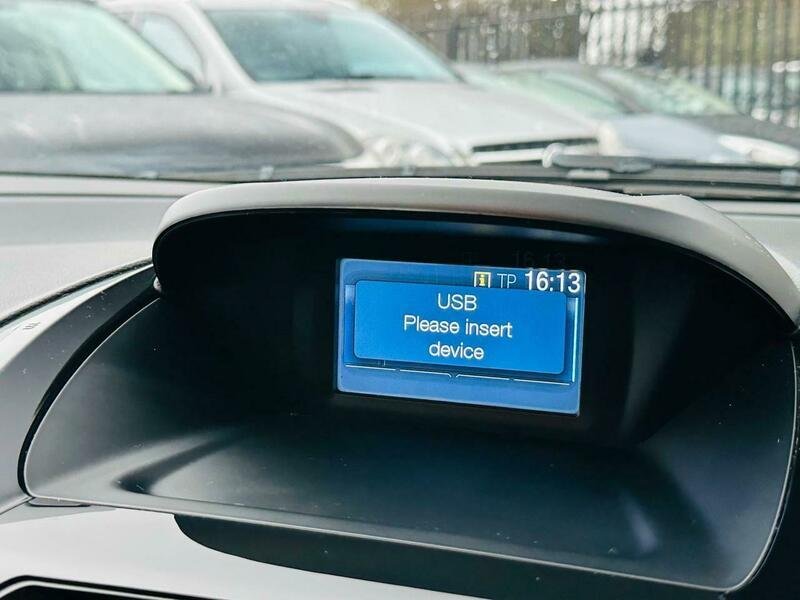 i TP 16:13
USB
Please insert
device